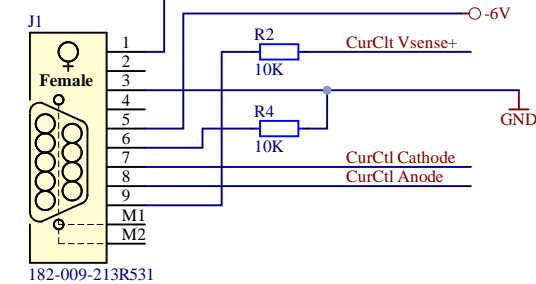 J1
-6V
1
R2
CurClt Vsense+
2
Female
10K
3
4
R4
GND
5
6
10K
7
CurCtl Cathode
8
CurCtl Anode
9
M1
M2
182-009-213R531